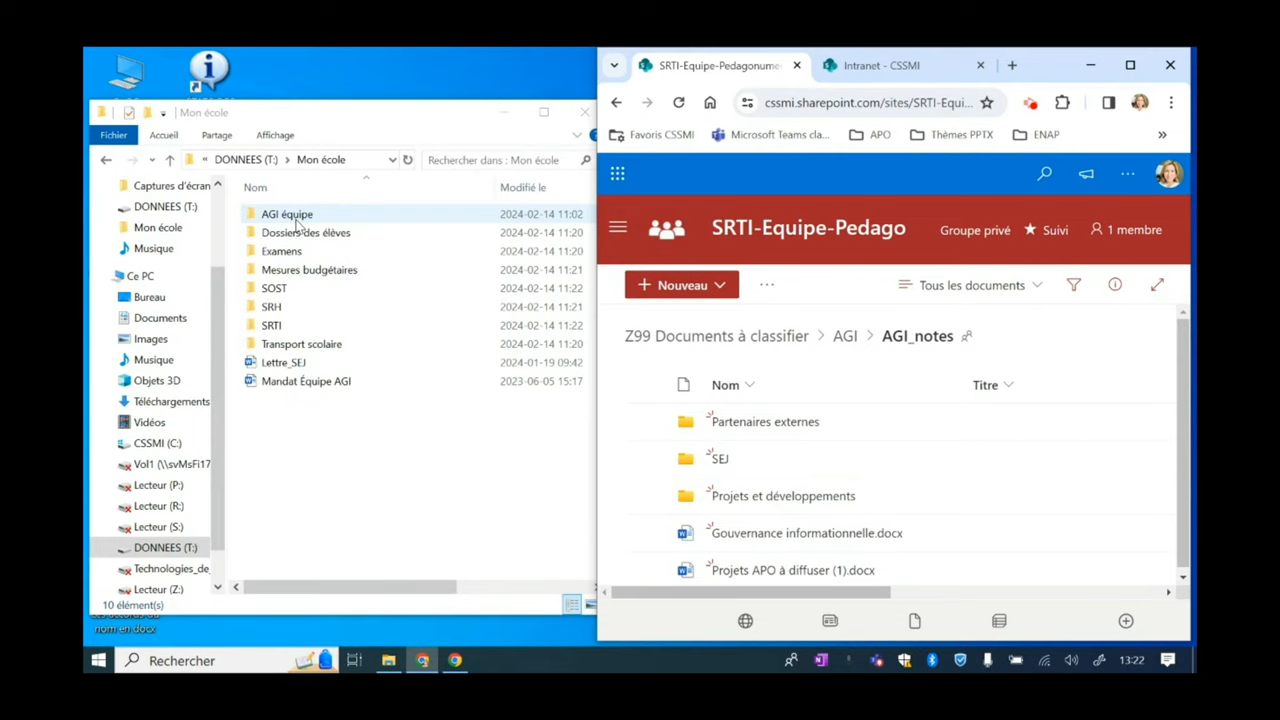 Mon école
Fichier
Accueil
Partage
Affichage
« DONNEES (T:) > Mon école
Rechercher dans : Mon école
Captures d'écran
DONNEES (T:)
Mon école
Musique
Ce PC
Bureau
Documents
Images
Musique
Objets 3D
Téléchargements
Vidéos
CSSMI (C:)
Vol1 (\\svMsFi17
Lecteur (P:)
Lecteur (R:)
Lecteur (S:)
DONNEES (T:)
Technologies_de_
Lecteur (Z:)
Nom
Modifié le
AGI équipe 2024-02-14 11:02
Dossiers des élèves 2024-02-14 11:20
Examens 2024-02-14 11:20
Mesures budgétaires 2024-02-14 11:21
SOST 2024-02-14 11:22
SRH 2024-02-14 11:21
SRTI 2024-02-14 11:22
Transport scolaire 2024-02-14 11:20
Lettre_SEJ 2024-01-19 09:42
Mandat Équipe AGI 2023-06-05 15:17
10 élément(s)
nom en docx
SRTI-Equipe-Pedagonume
Intranet - CSSMI
cssmi.sharepoint.com/sites/SRTI-Equi...
Favoris CSSMI
Microsoft Teams cla...
APO
Thèmes PPTX
ENAP
»
SRTI-Equipe-Pedago
Groupe privé
Suivi
1 membre
+ Nouveau
...
Tous les documents
Z99 Documents à classifier > AGI > AGI_notes
Nom
Titre
Partenaires externes
SEJ
Projets et développements
Gouvernance informationnelle.docx
Projets APO à diffuser (1).docx
Rechercher
13:22